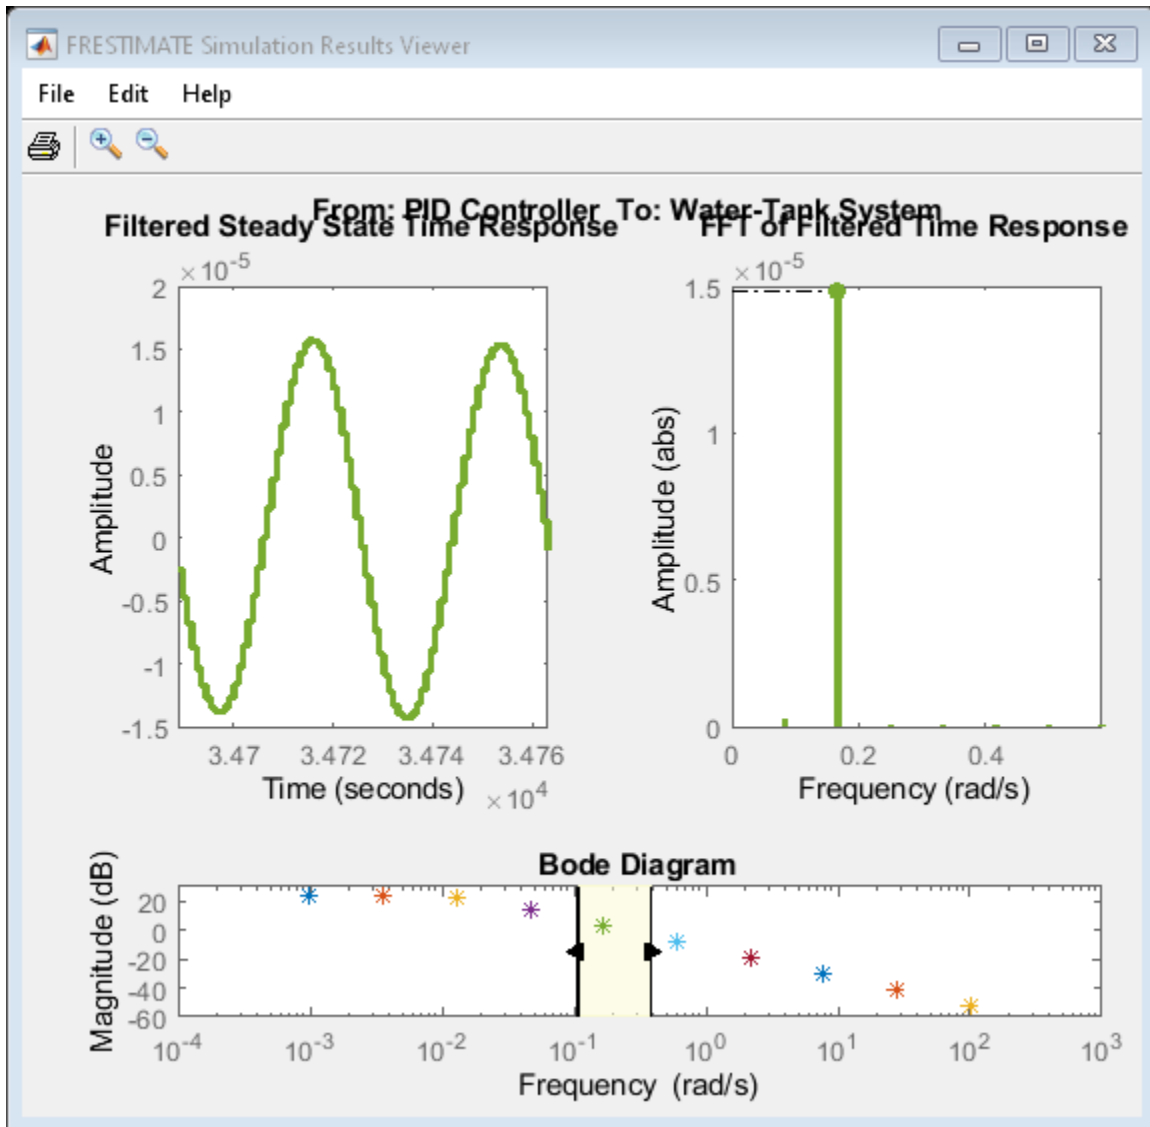 FRESTIMATE Simulation Results Viewer
File Edit Help
From: PID Controller To: Water-Tank System
Filtered Steady State Time Response
FFT of Filtered Time Response
×10^-5
2
1.5
1
0.5
0
-0.5
-1
-1.5
Amplitude
3.47 3.472 3.474 3.476
Time (seconds) ×10^4
×10^-5
1.5
1
0.5
0
Amplitude (abs)
0 0.2 0.4
Frequency (rad/s)
Bode Diagram
Magnitude (dB)
20
0
-20
-40
-60
10^-4 10^-3 10^-2 10^-1 10^0 10^1 10^2 10^3
Frequency (rad/s)